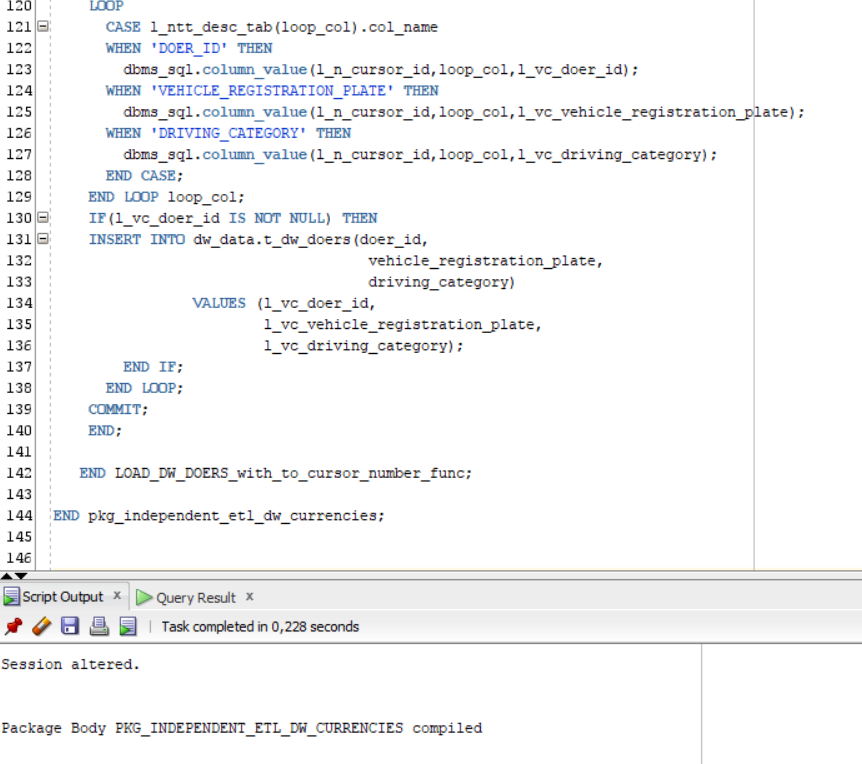 120 LOOP
121 CASE l_ntt_desc_tab(loop_col).col_name
122 WHEN 'DOER_ID' THEN
123 dbms_sql.column_value(l_n_cursor_id,loop_col,l_vc_doer_id);
124 WHEN 'VEHICLE_REGISTRATION_PLATE' THEN
125 dbms_sql.column_value(l_n_cursor_id,loop_col,l_vc_vehicle_registration_plate);
126 WHEN 'DRIVING_CATEGORY' THEN
127 dbms_sql.column_value(l_n_cursor_id,loop_col,l_vc_driving_category);
128 END CASE;
129 END LOOP loop_col;
130 IF(l_vc_doer_id IS NOT NULL) THEN
131 INSERT INTO dw_data.t_dw_doers(doer_id,
132 vehicle_registration_plate,
133 driving_category)
134 VALUES (l_vc_doer_id,
135 l_vc_vehicle_registration_plate,
136 l_vc_driving_category);
137 END IF;
138 END LOOP;
139 COMMIT;
140 END;
141
142 END LOAD_DW_DOERS_with_to_cursor_number_func;
143
144 END pkg_independent_etl_dw_currencies;
145
146
Script Output x Query Result x
Task completed in 0,228 seconds
Session altered.
Package Body PKG_INDEPENDENT_ETL_DW_CURRENCIES compiled